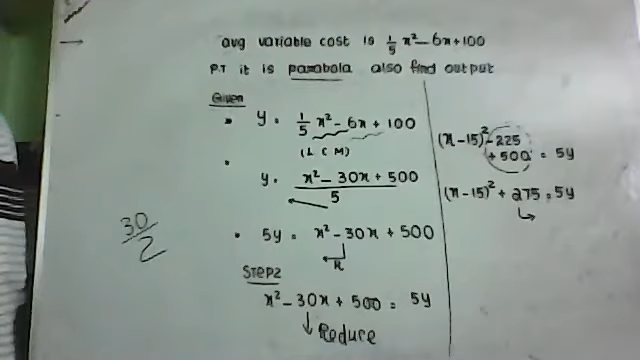 avg variable cost is 1/5 x² - 6x + 100
P.T it is parabola also find output
Given
y = 1/5 x² - 6x + 100
(L C M)
y = x² - 30x + 500 / 5
5y = x² - 30x + 500
x
STEP2
x² - 30x + 500 = 5y
Reduce
30/2
(x - 15)² - 225
+ 500 = 5y
(x - 15)² + 275 = 5y